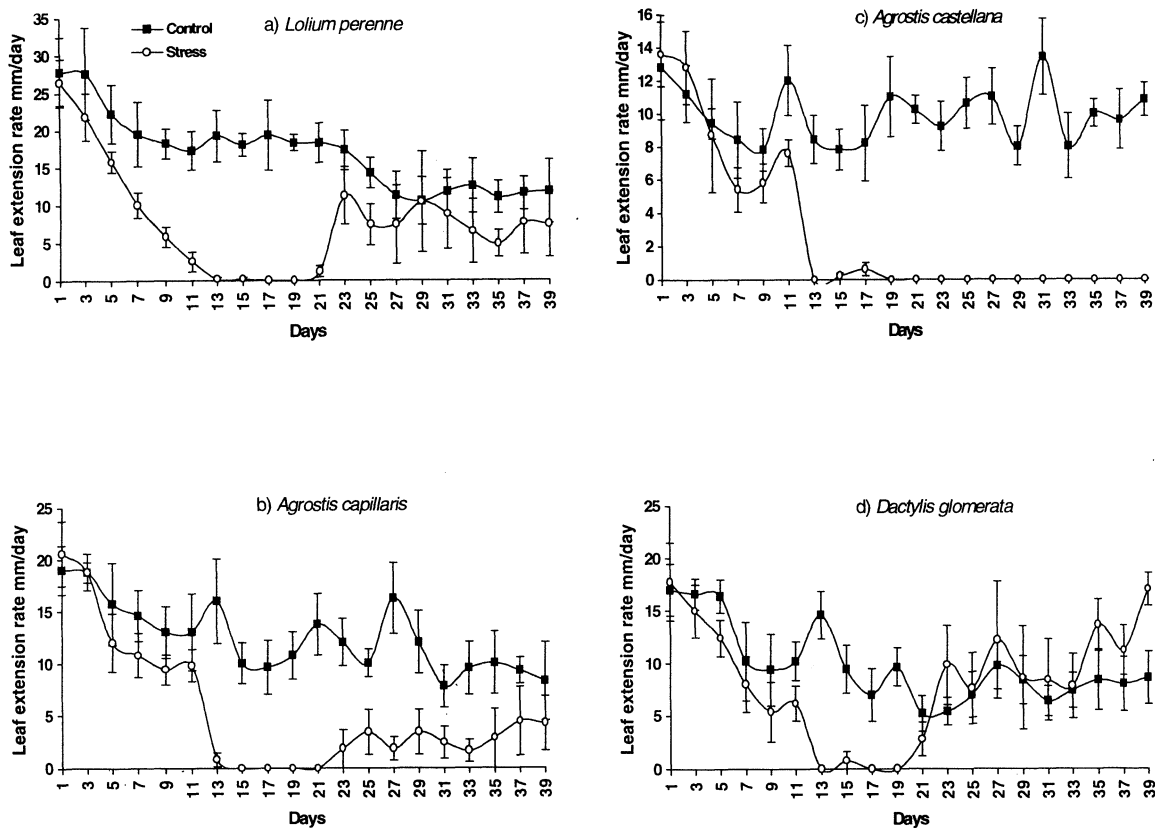 a) Lolium perenne
Control
Stress
Leaf extension rate mm/day
35
30
25
20
15
10
5
0
1 3 5 7 9 11 13 15 17 19 21 23 25 27 29 31 33 35 37 39
Days
c) Agrostis castellana
Leaf extension rate mm/day
16
14
12
10
8
6
4
2
0
1 3 5 7 9 11 13 15 17 19 21 23 25 27 29 31 33 35 37 39
Days
b) Agrostis capillaris
Leaf extension rate mm/day
25
20
15
10
5
0
1 3 5 7 9 11 13 15 17 19 21 23 25 27 29 31 33 35 37 39
Days
d) Dactylis glomerata
Leaf extension rate mm/day
25
20
15
10
5
0
1 3 5 7 9 11 13 15 17 19 21 23 25 27 29 31 33 35 37 39
Days